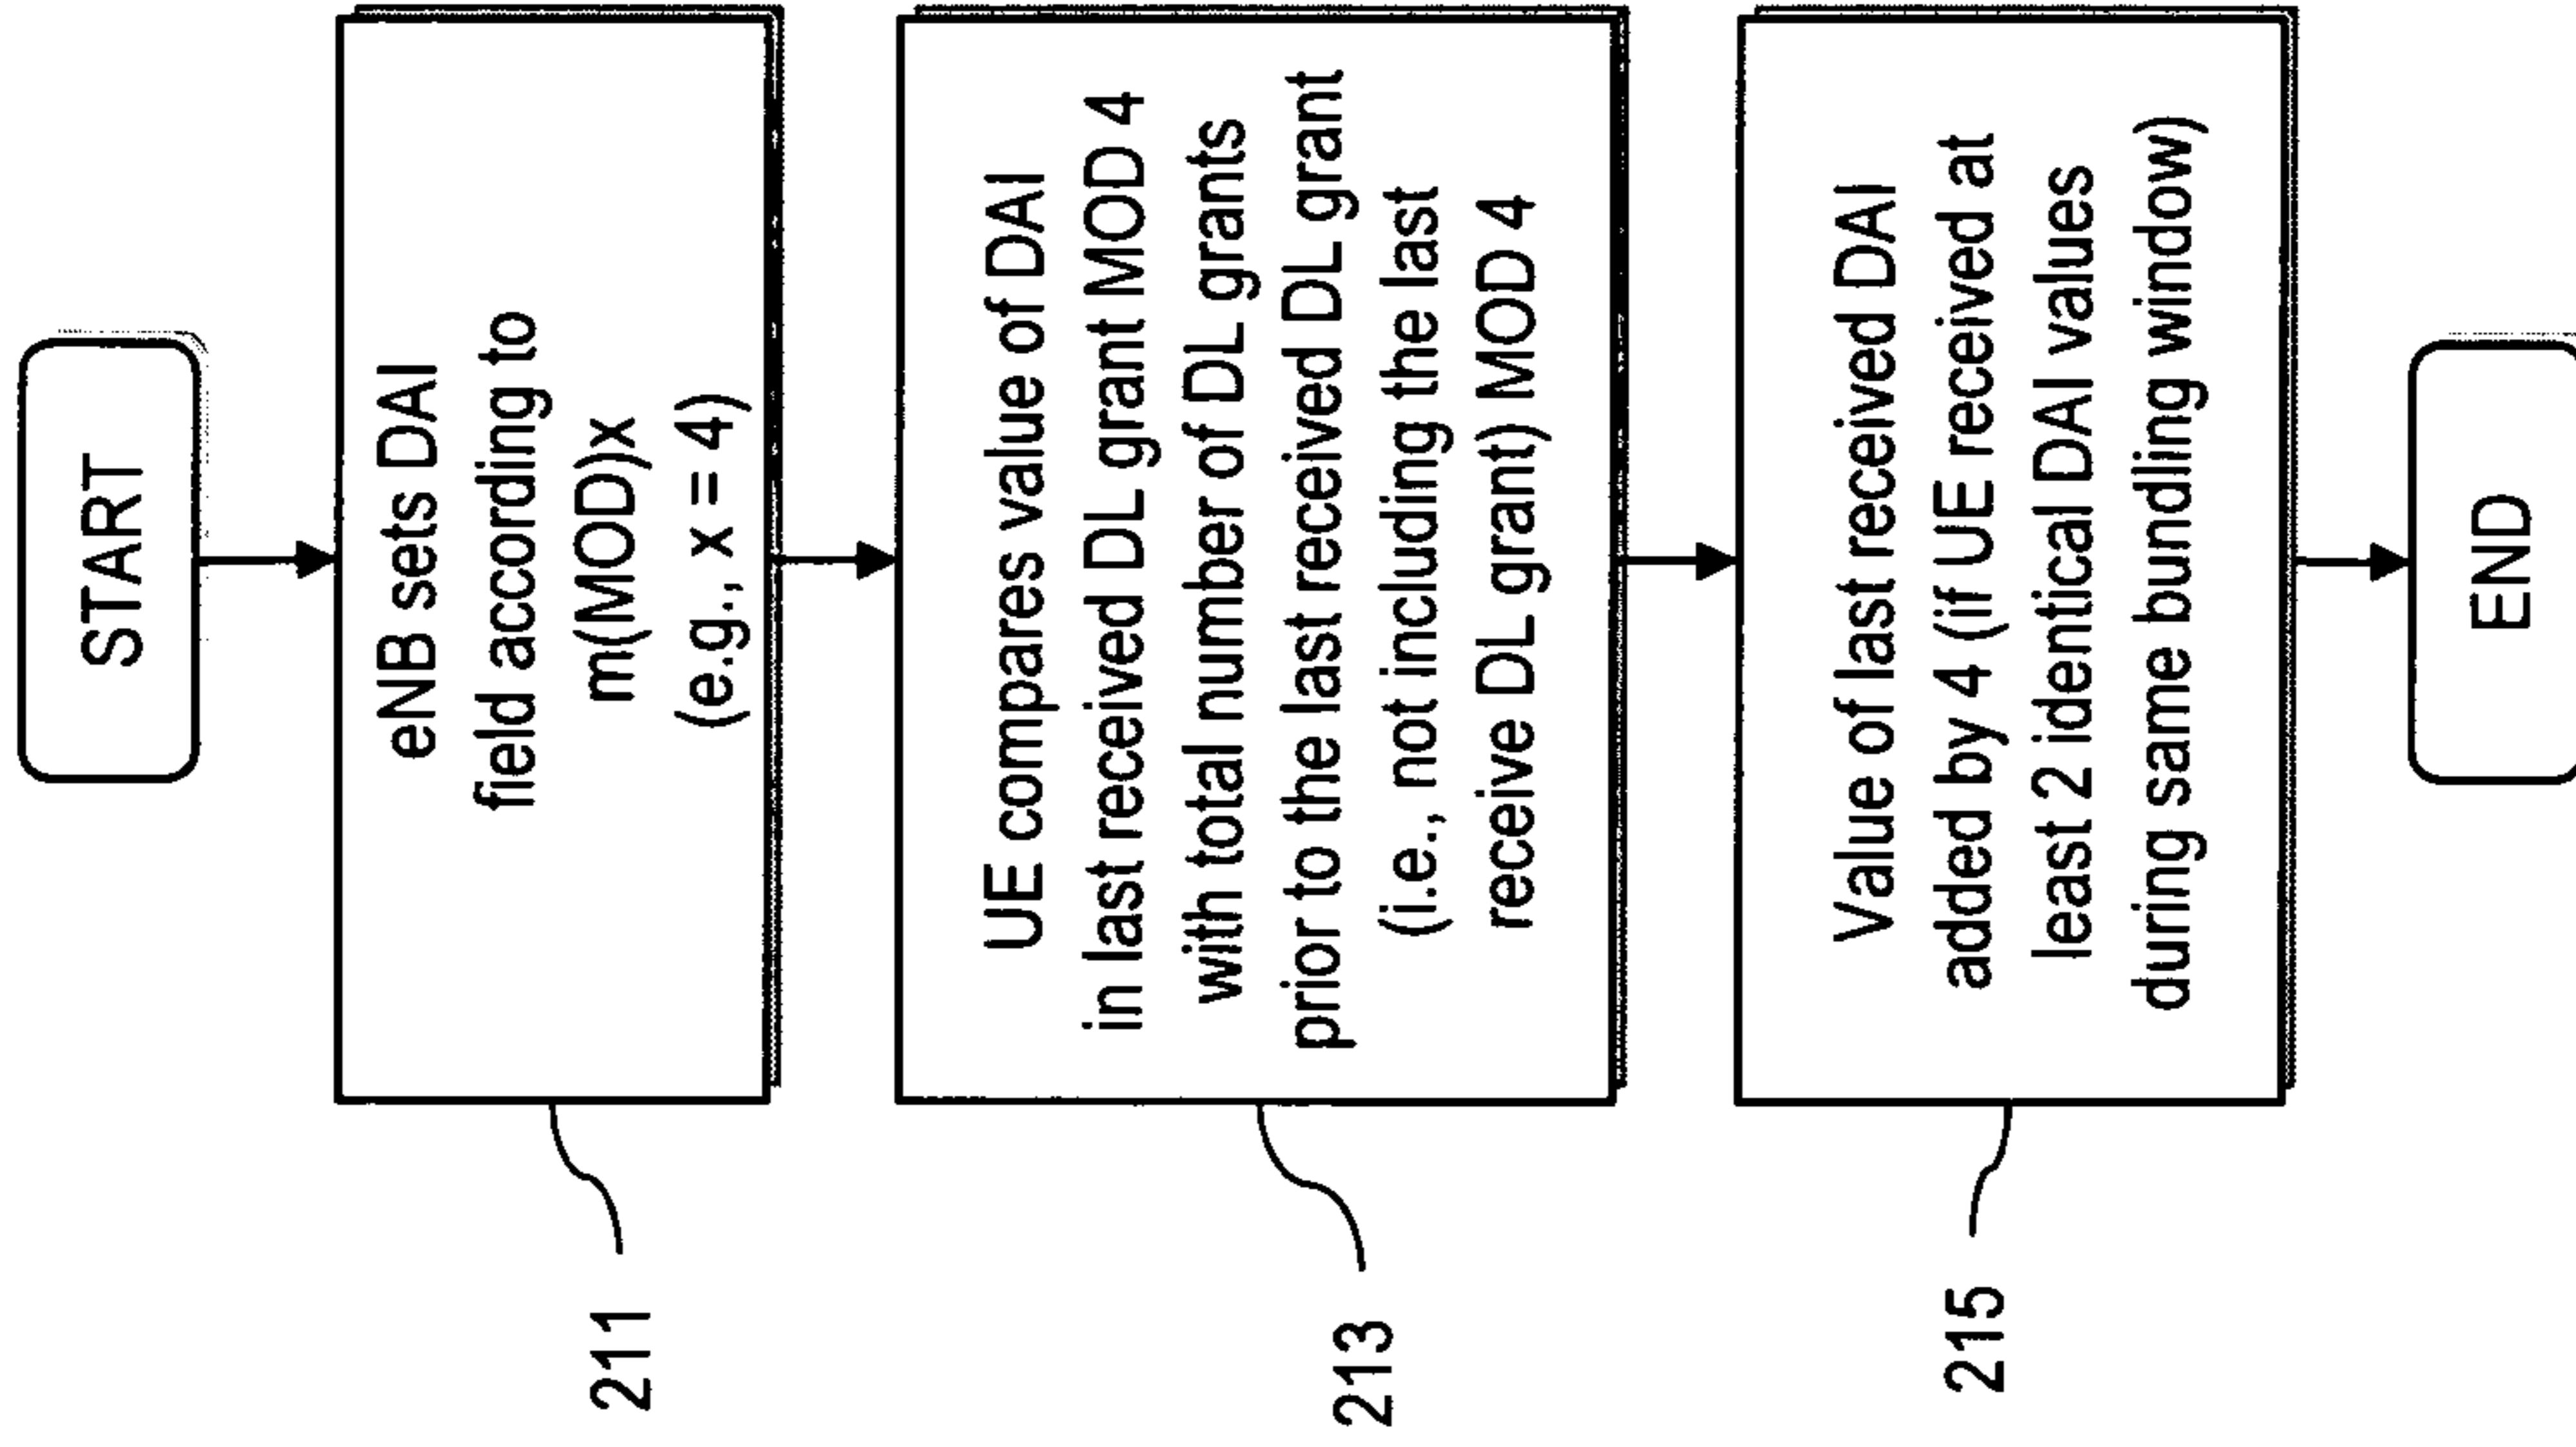 START
eNB sets DAI
field according to
m(MOD)x
(e.g., x = 4)
211
UE compares value of DAI
in last received DL grant MOD 4
with total number of DL grants
prior to the last received DL grant
(i.e., not including the last
receive DL grant) MOD 4
213
Value of last received DAI
added by 4 (if UE received at
least 2 identical DAI values
during same bundling window)
215
END